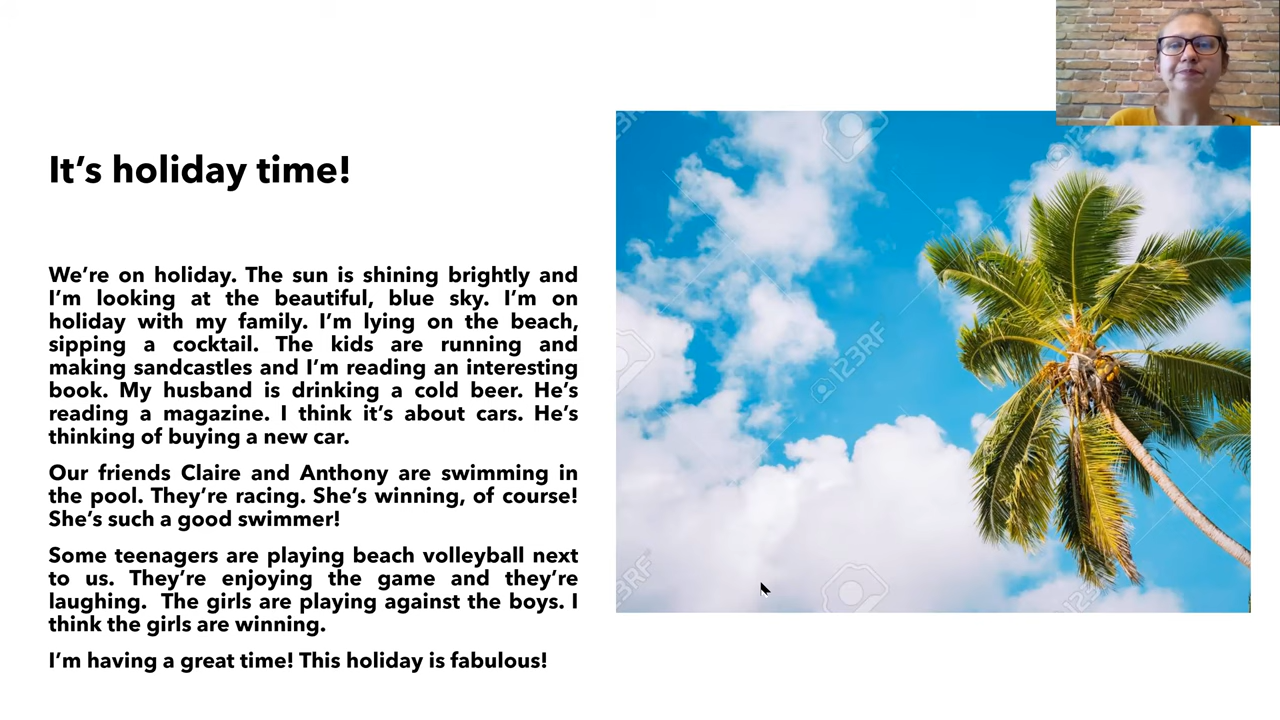 It's holiday time!
We're on holiday. The sun is shining brightly and
I'm looking at the beautiful, blue sky. I'm on
holiday with my family. I'm lying on the beach,
sipping a cocktail. The kids are running and
making sandcastles and I'm reading an interesting
book. My husband is drinking a cold beer. He's
reading a magazine. I think it's about cars. He's
thinking of buying a new car.
Our friends Claire and Anthony are swimming in
the pool. They're racing. She's winning, of course!
She's such a good swimmer!
Some teenagers are playing beach volleyball next
to us. They're enjoying the game and they're
laughing. The girls are playing against the boys. I
think the girls are winning.
I'm having a great time! This holiday is fabulous!
123RF
123RF
123RF